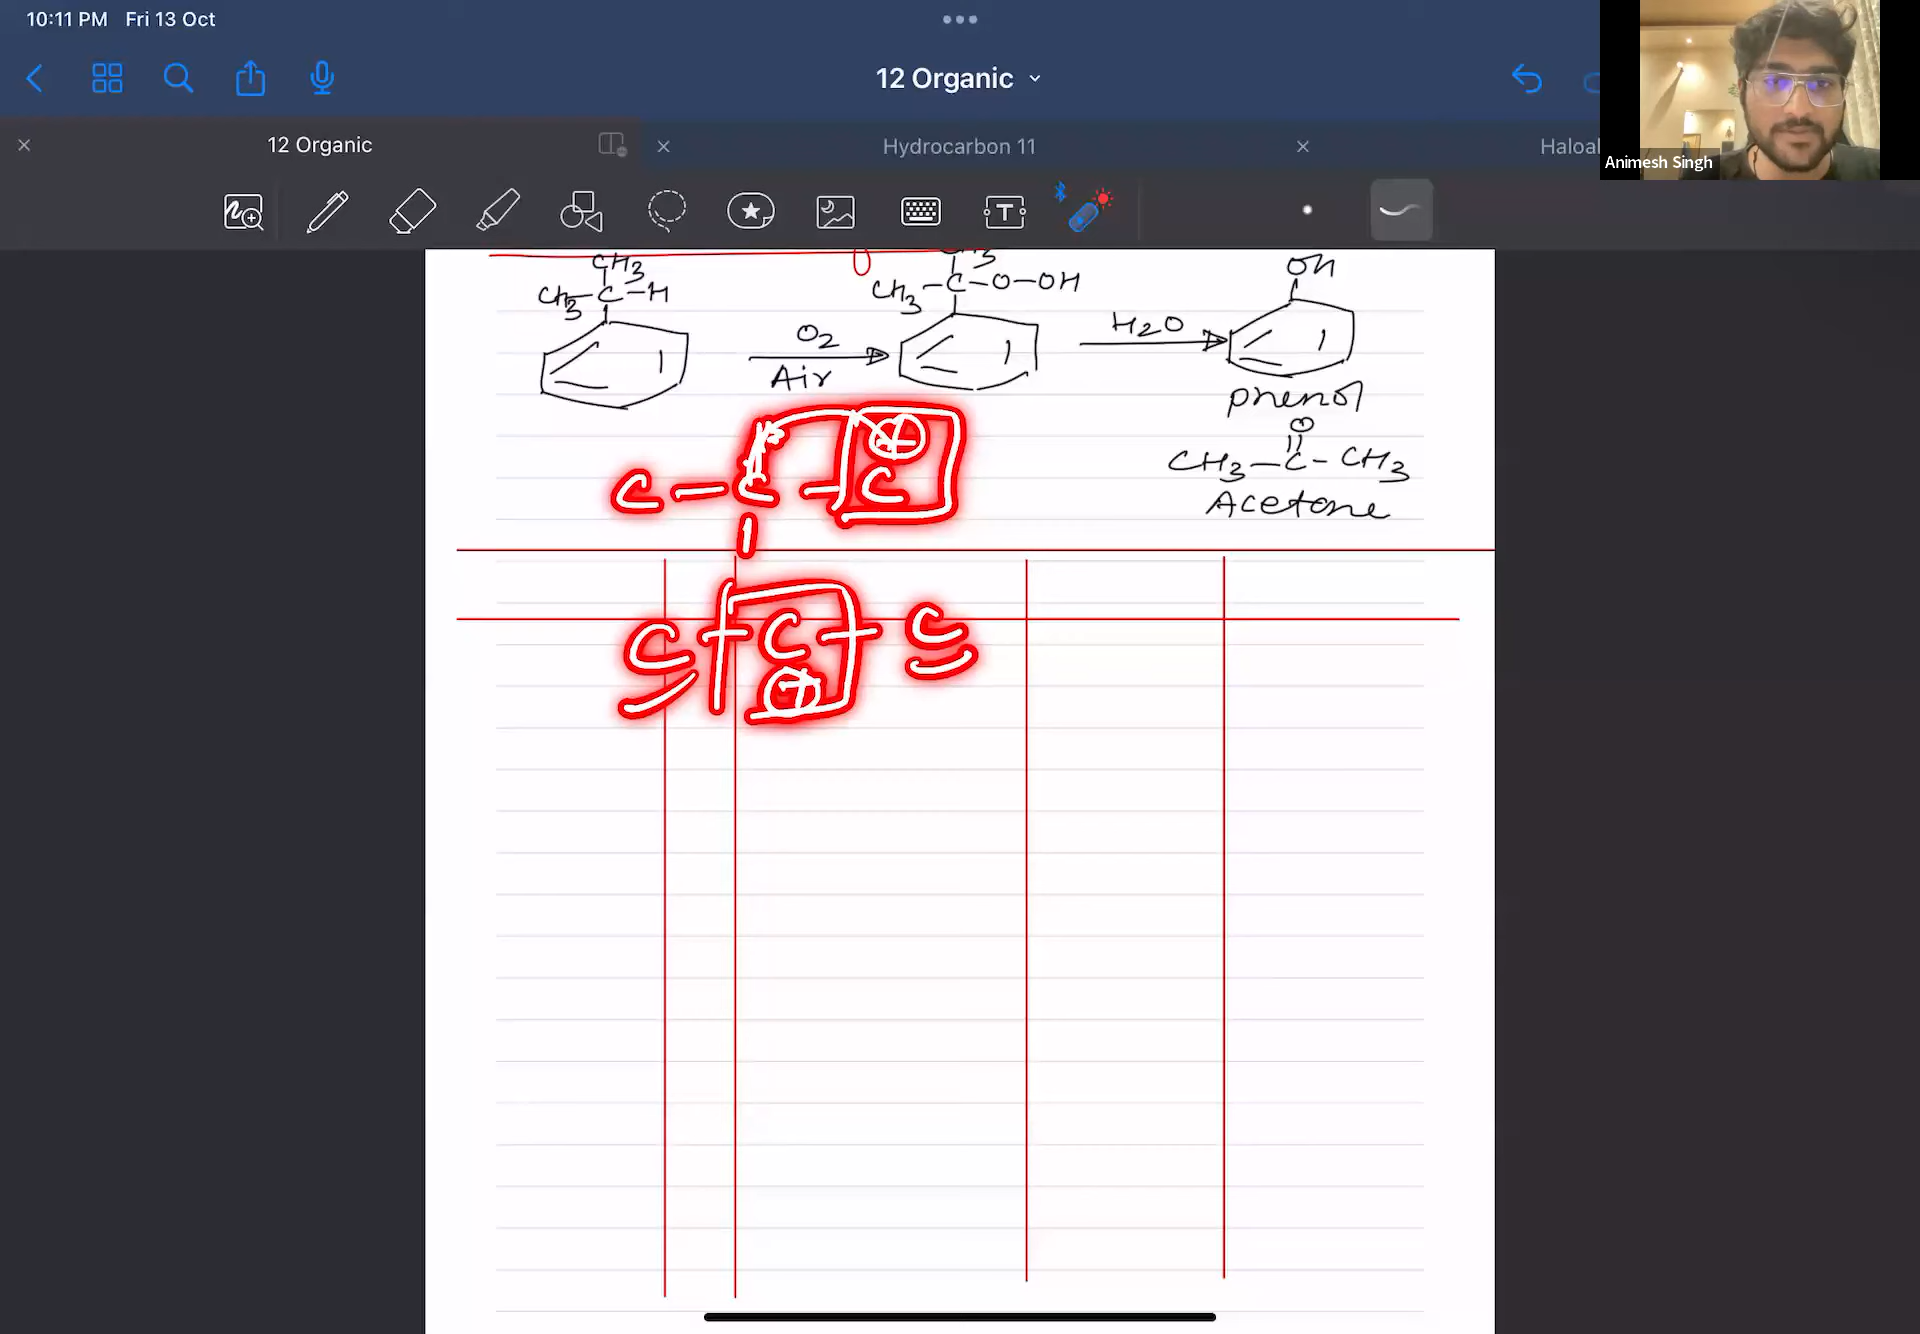 10:11 PM Fri 13 Oct
12 Organic
12 Organic
Hydrocarbon 11
Haloal
Animesh Singh
T
CH3
CH3-C-H
CH3
CH3-C-O-OH
OH
O2
Air
H2O
phenol
O
CH3-C-CH3
Acetone
⊕
C-C-C
C-C-C
⊕